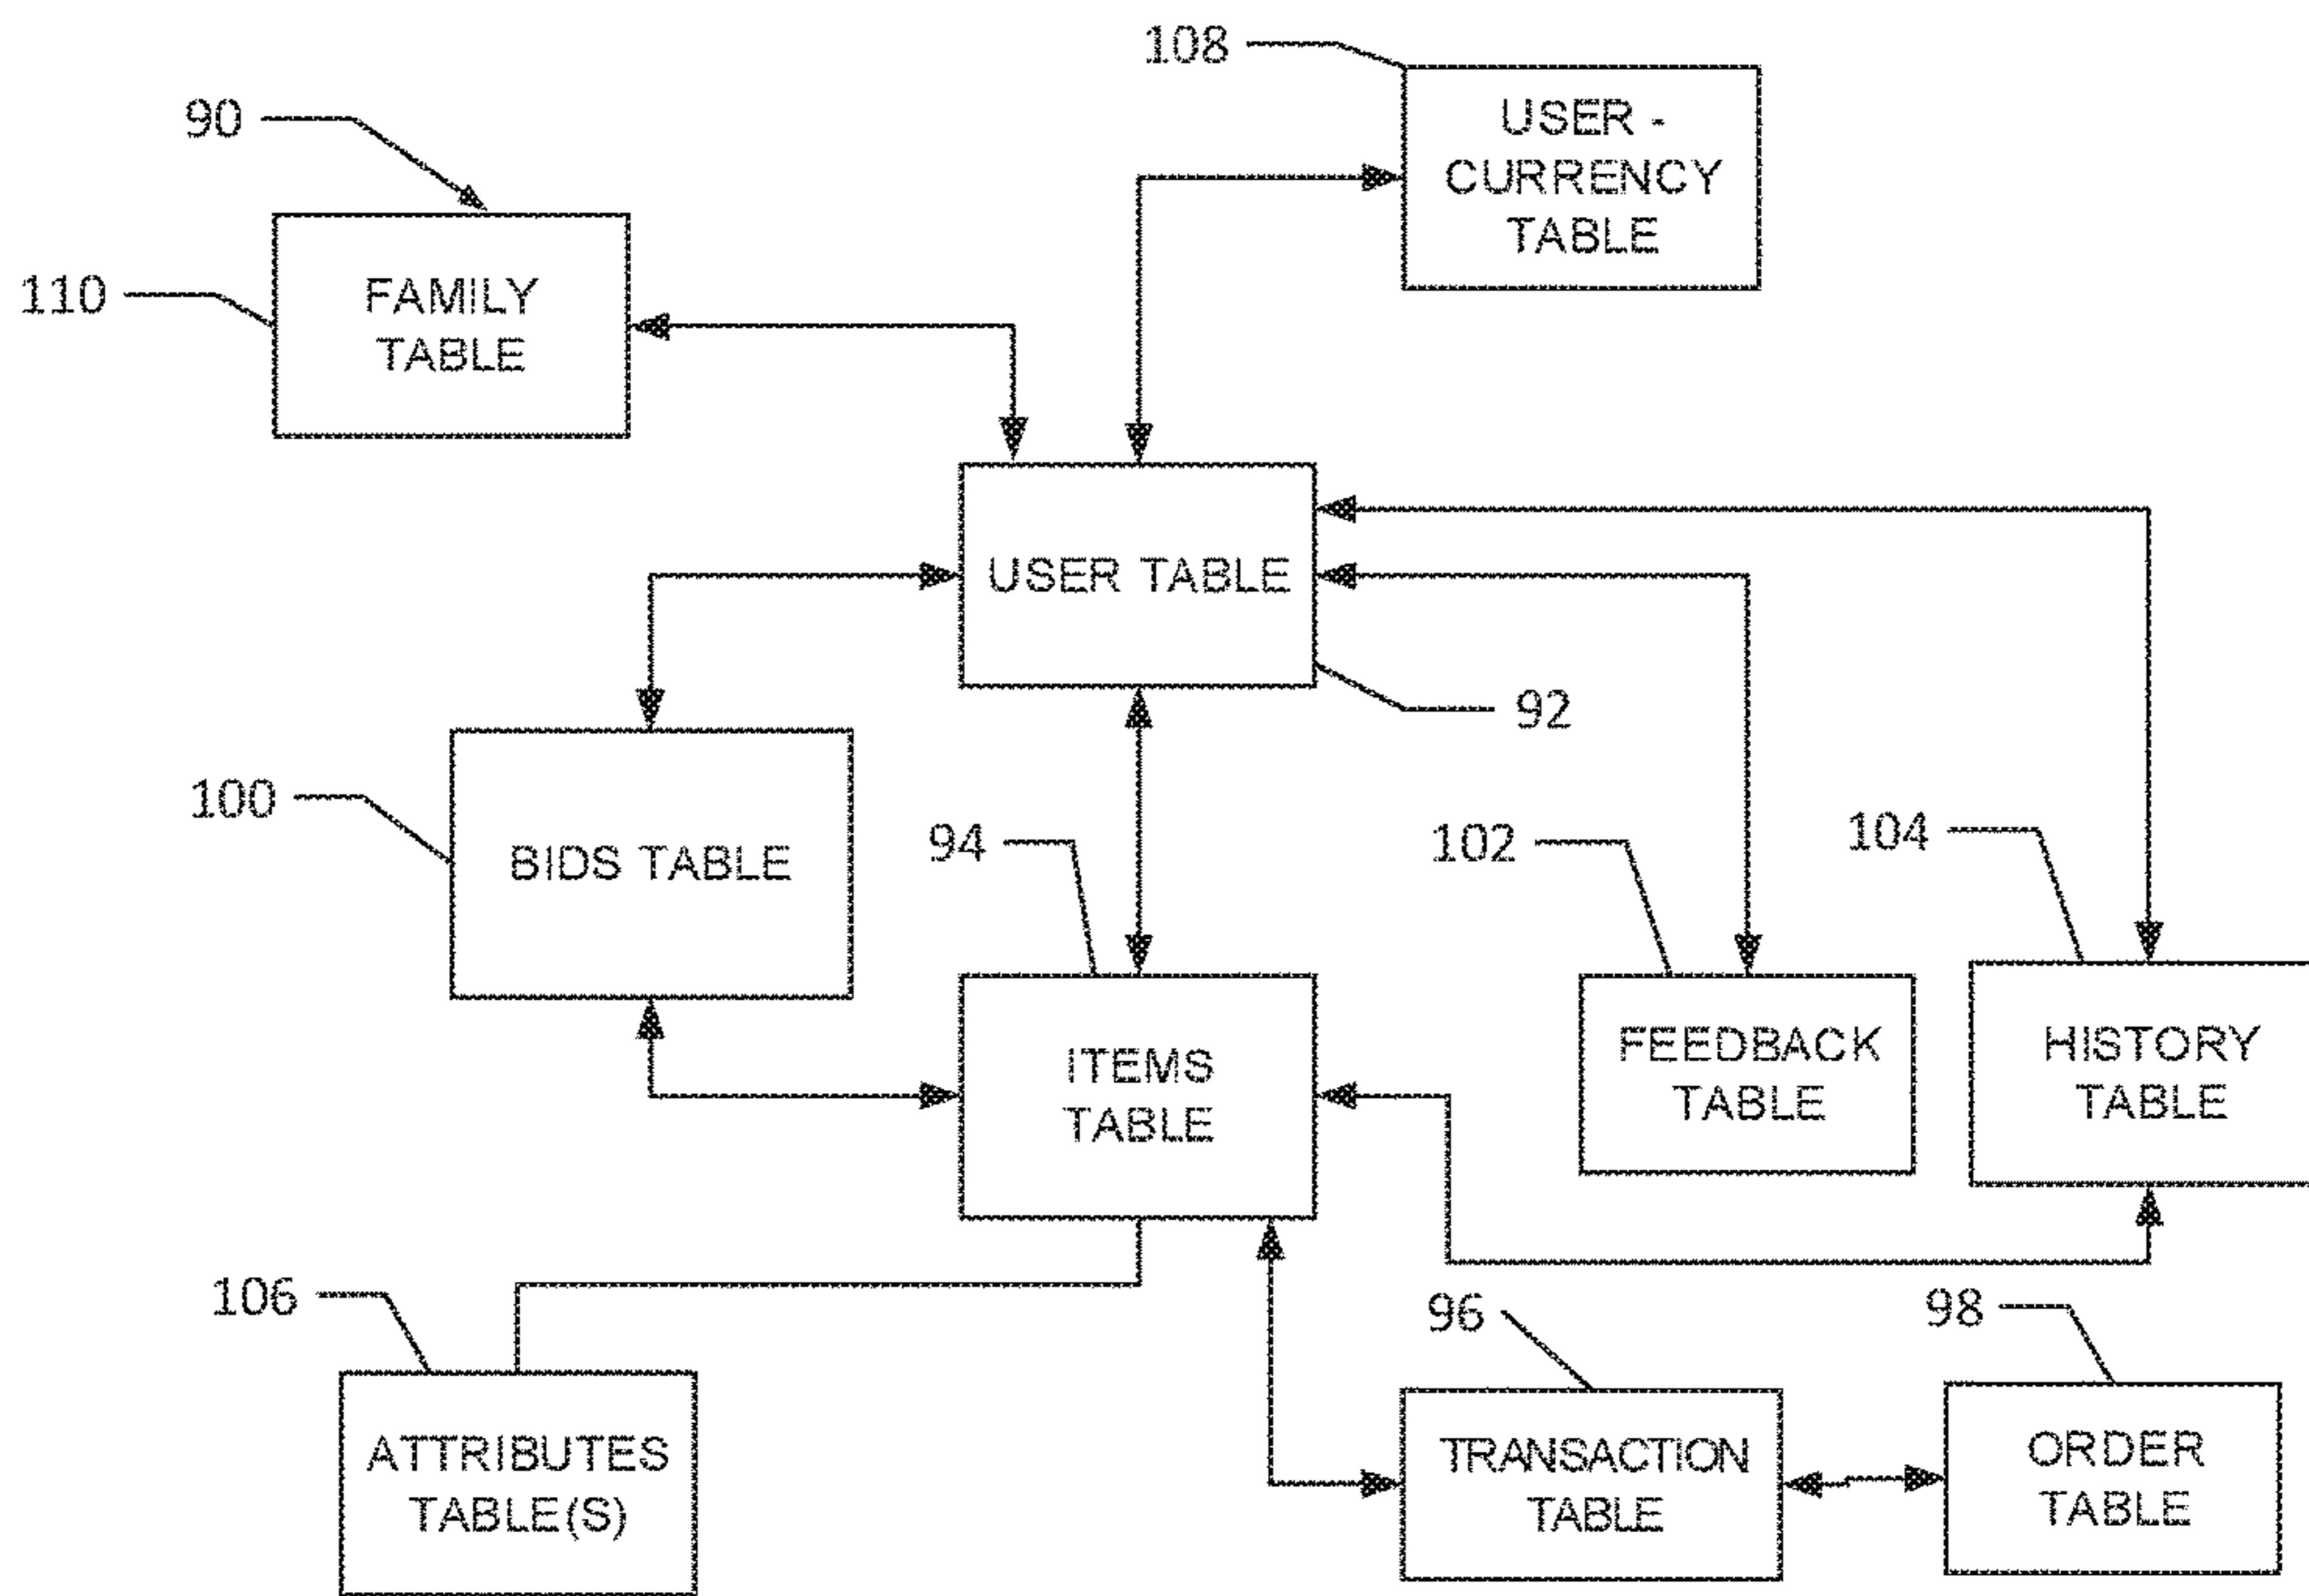 108
USER -
CURRENCY
TABLE
90
110
FAMILY
TABLE
USER TABLE
92
100
BIDS TABLE
94
102
104
ITEMS
TABLE
FEEDBACK
TABLE
HISTORY
TABLE
106
96
98
ATTRIBUTES
TABLE(S)
TRANSACTION
TABLE
ORDER
TABLE